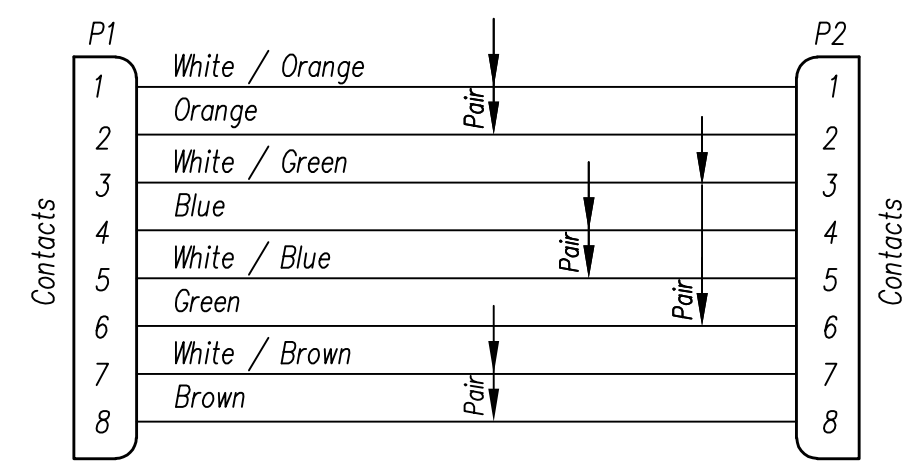 P1
P2
White / Orange
1
1
Pair
Orange
2
2
White / Green
3
3
Blue
4
4
Contacts
Contacts
Pair
White / Blue
5
5
Green
Pair
6
6
White / Brown
7
7
Pair
Brown
8
8